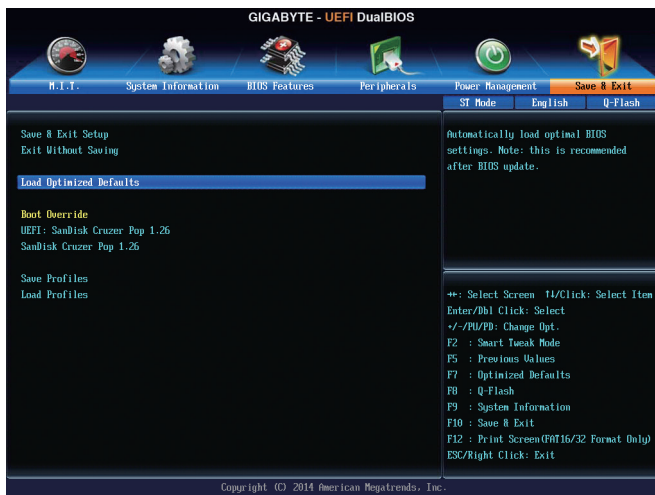 GIGABYTE - UEFI DualBIOS
M.I.T. System Information BIOS Features Peripherals Power Management Save & Exit
ST Mode English Q-Flash
Save & Exit Setup
Exit Without Saving
Load Optimized Defaults
Boot Override
UEFI: SanDisk Cruzer Pop 1.26
SanDisk Cruzer Pop 1.26
Save Profiles
Load Profiles
Automatically load optimal BIOS
settings. Note: this is recommended
after BIOS update.
→←: Select Screen ↑↓/Click: Select Item
Enter/Dbl Click: Select
+/-/PU/PD: Change Opt.
F2 : Smart Tweak Mode
F5 : Previous Values
F7 : Optimized Defaults
F8 : Q-Flash
F9 : System Information
F10 : Save & Exit
F12 : Print Screen(FAT16/32 Format Only)
ESC/Right Click: Exit
Copyright (C) 2014 American Megatrends, Inc.